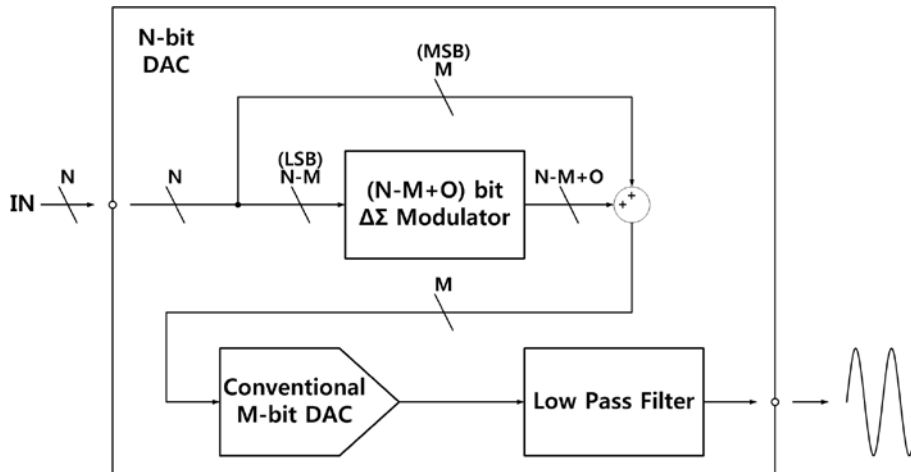 N-bit
DAC
(MSB)
M
IN
N
N
(LSB)
N-M
(N-M+O) bit
ΔΣ Modulator
N-M+O
+
+
M
Conventional
M-bit DAC
Low Pass Filter